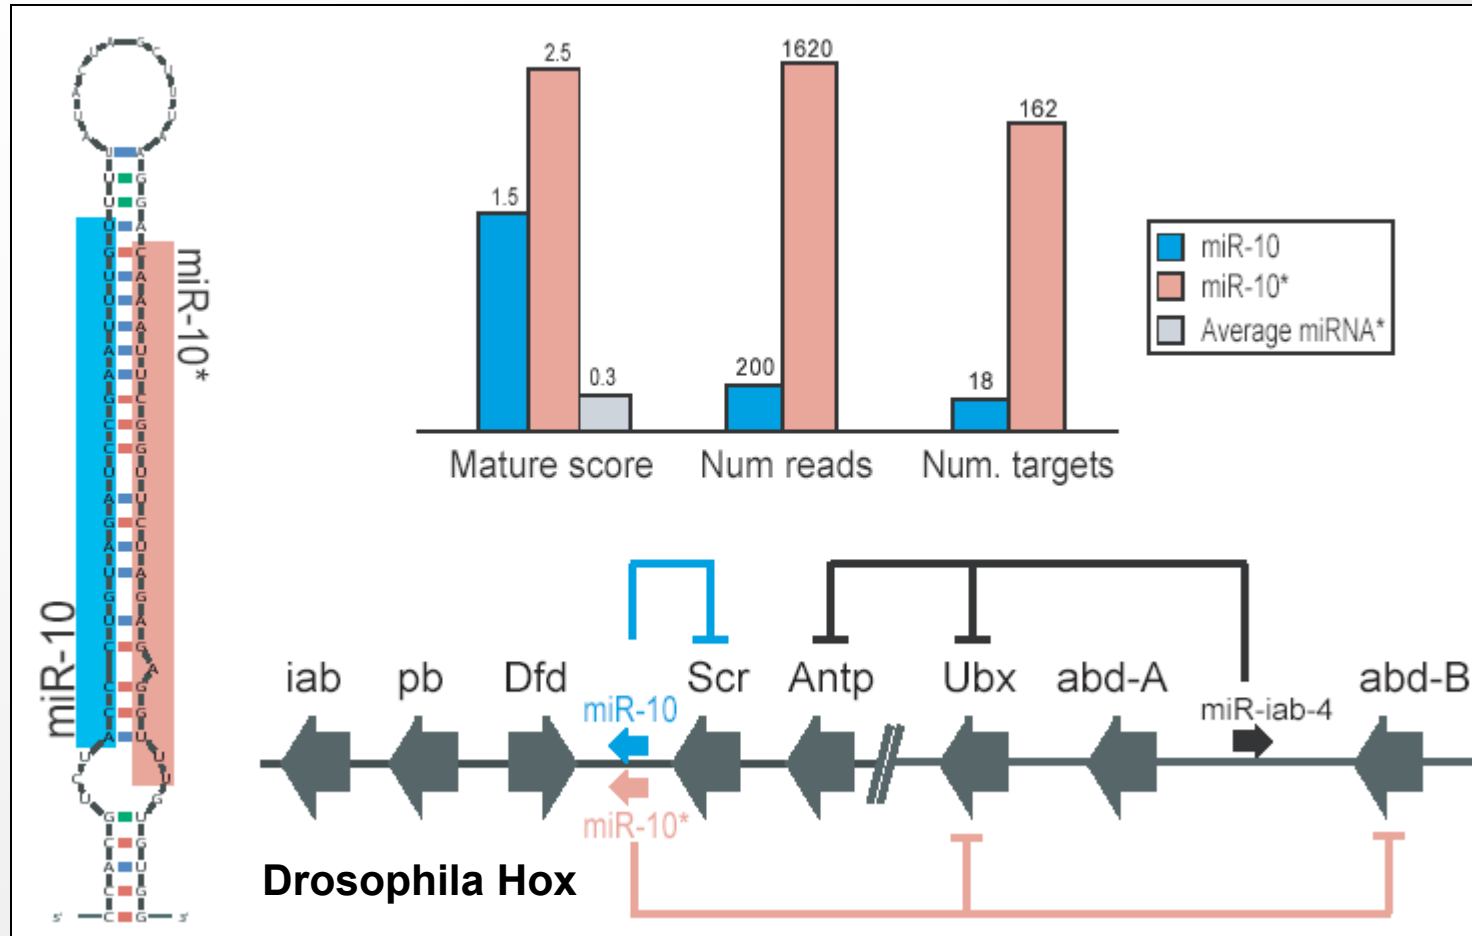 miR-10
miR-10*
2.5
1.5
0.3
1620
200
162
18
Mature score
Num reads
Num. targets
miR-10
miR-10*
Average miRNA*
iab
pb
Dfd
miR-10
miR-10*
Scr
Antp
Ubx
abd-A
miR-iab-4
abd-B
Drosophila Hox
5'
3'